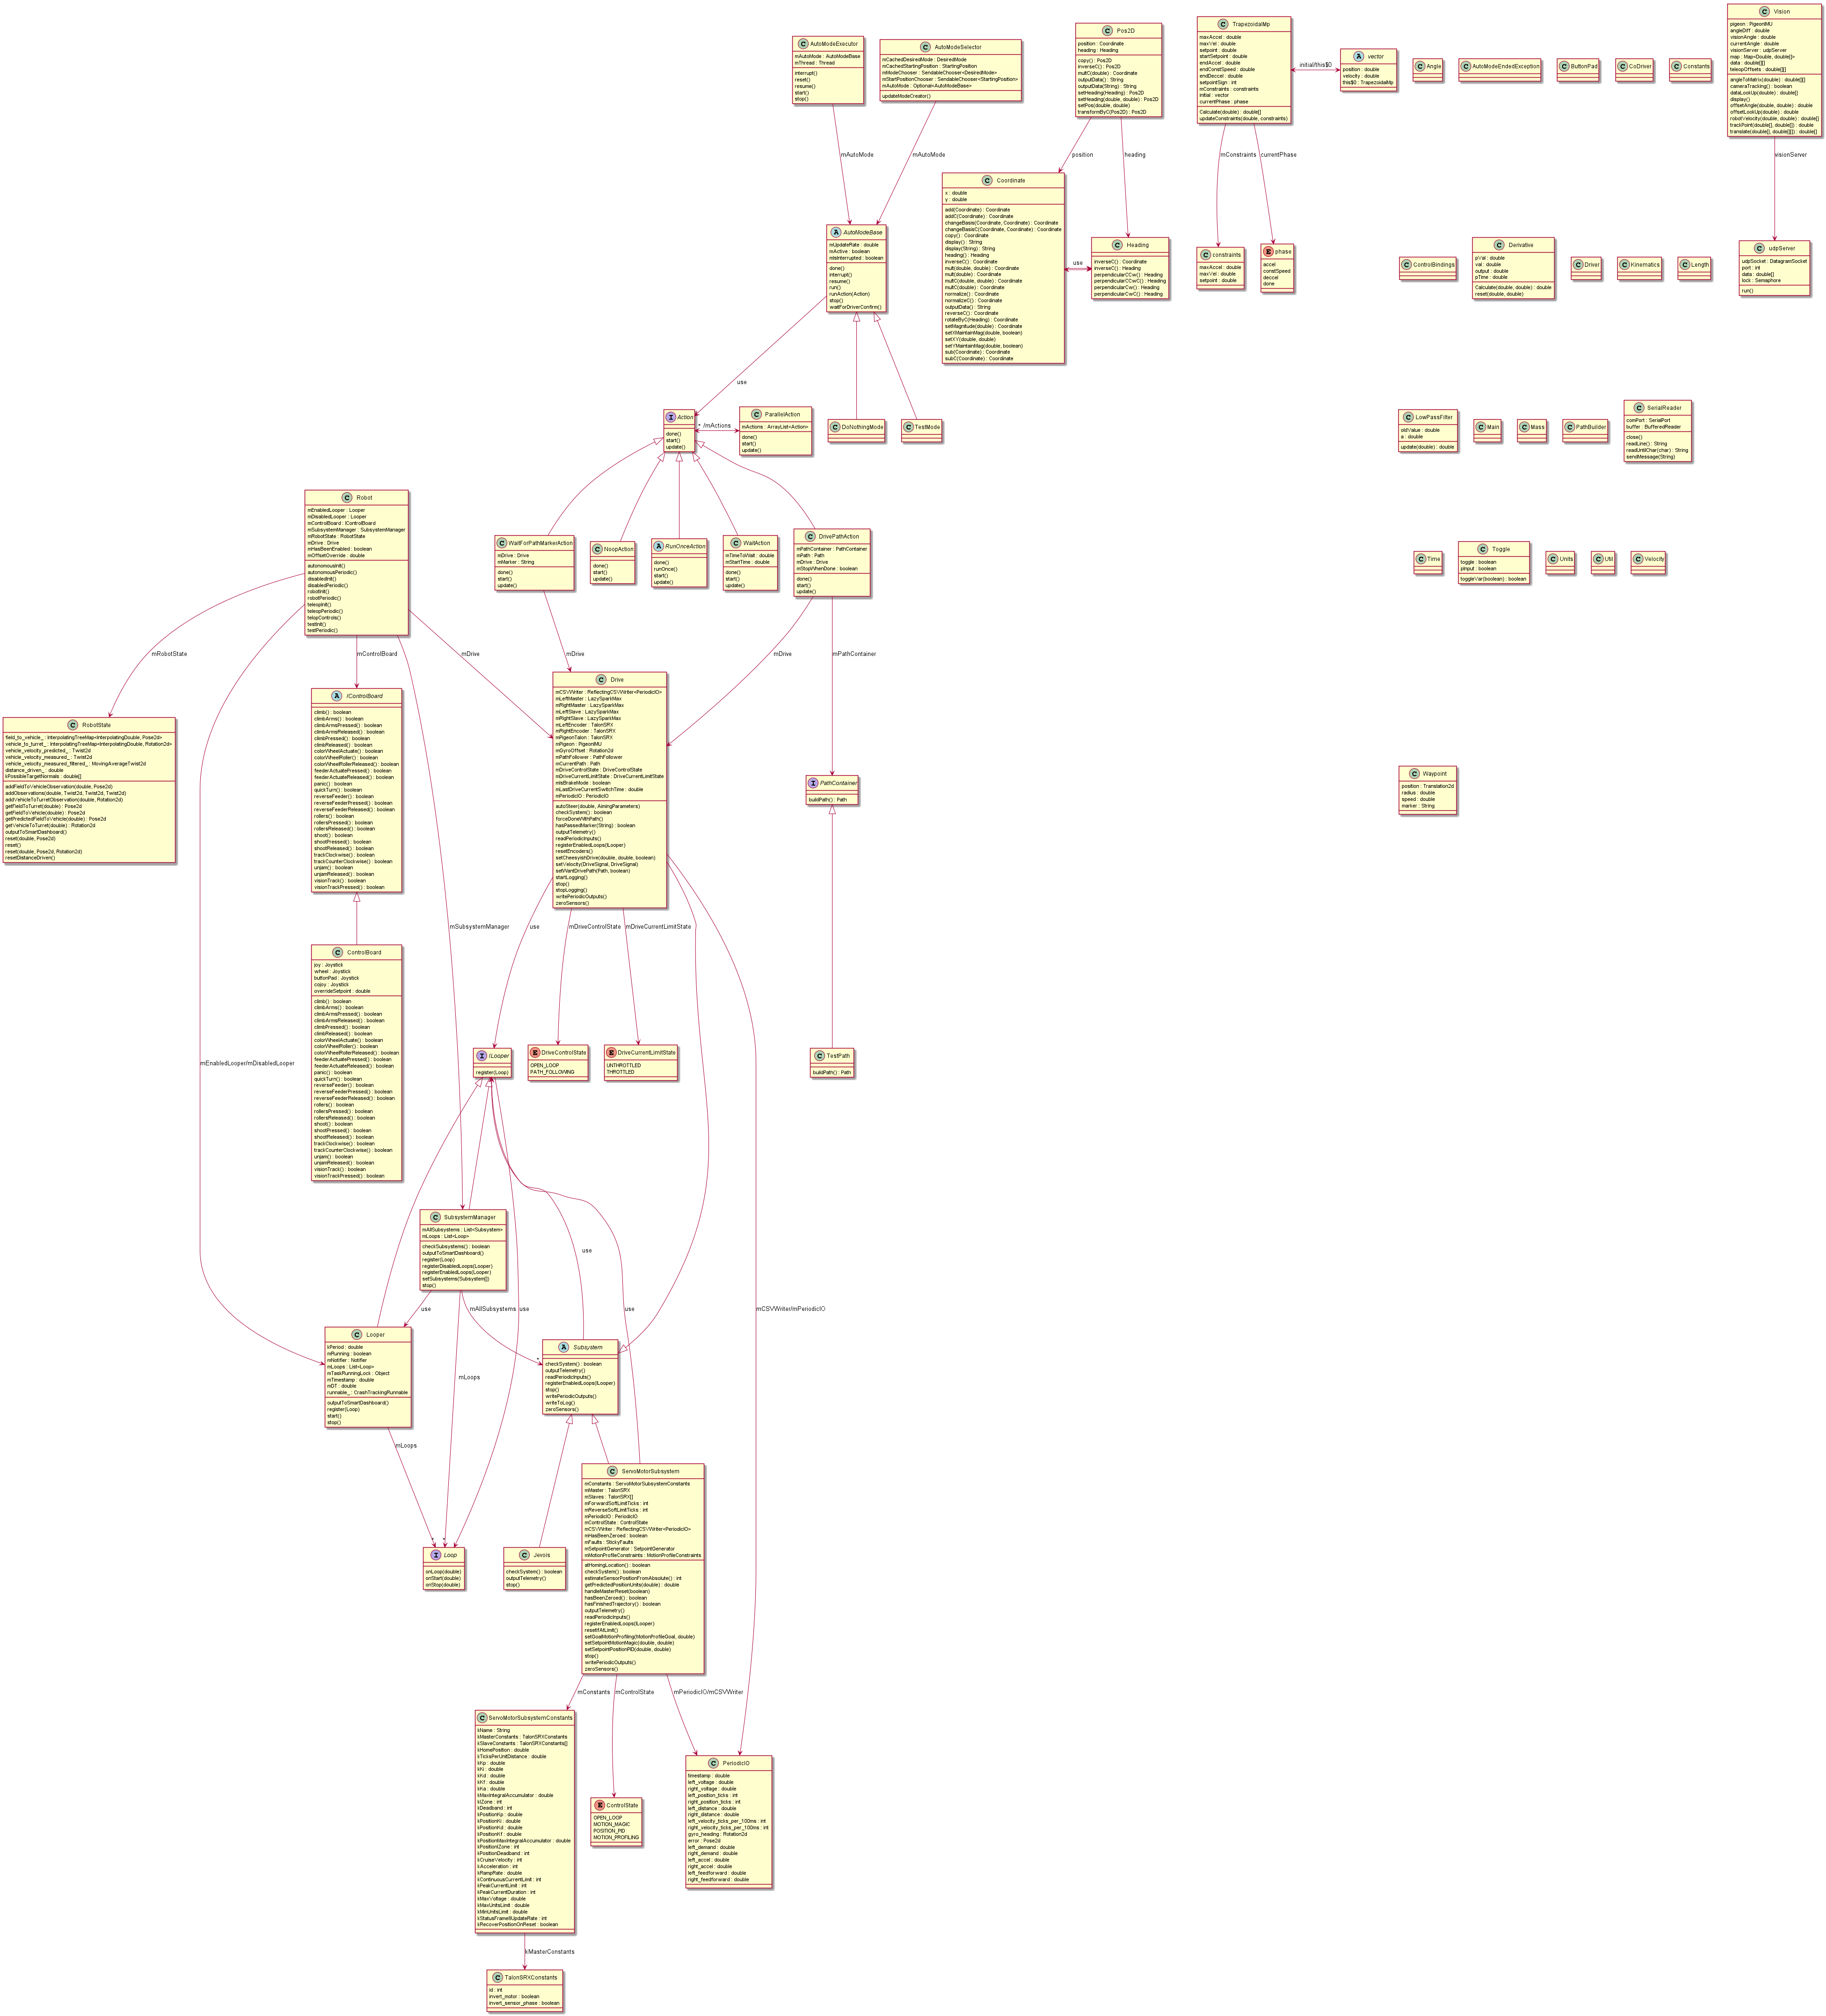 AutoModeExecutor
mAutoMode : AutoModeBase
mThread : Thread
interrupt()
reset()
resume()
start()
stop()
AutoModeSelector
mCachedDesiredMode : DesiredMode
mCachedStartingPosition : StartingPosition
mModeChooser : SendableChooser<DesiredMode>
mStartPositionChooser : SendableChooser<StartingPosition>
mAutoMode : Optional<AutoModeBase>
updateModeCreator()
Pos2D
position : Coordinate
heading : Heading
copy() : Pos2D
inverseC() : Pos2D
multC(double) : Coordinate
outputData(String) : String
setHeading(Heading) : Pos2D
setHeading(double, double) : Pos2D
setPos(double, double)
transformByC(Pos2D) : Pos2D
TrapezoidalMp
maxAccel : double
maxVel : double
setpoint : double
startSetpoint : double
endAccel : double
endConstSpeed : double
endDeccel : double
setpointSign : int
mConstraints : constraints
initial : vector
currentPhase : phase
Calculate(double) : double[]
updateConstraints(double, constraints)
initial/this$0
vector
position : double
velocity : double
this$0 : TrapezoidalMp
Angle
AutoModeEndedException
ButtonPad
CoDriver
Constants
Vision
pigeon : PigeonIMU
angleDiff : double
visionAngle : double
currentAngle : double
visionServer : udpServer
map : Map<Double, double[]>
data : double[][]
teleopOffsets : double[][]
angleToMatrix(double) : double[][]
cameraTracking() : boolean
dataLookUp(double) : double[]
display()
offsetAngle(double, double) : double
offsetLookUp(double) : double
robotVelocity(double, double) : double[]
trackPoint(double[], double[]) : double
translate(double[], double[][]) : double[]
mAutoMode
mAutoMode
position
heading
mConstraints
currentPhase
visionServer
Coordinate
x : double
y : double
add(Coordinate) : Coordinate
addC(Coordinate) : Coordinate
changeBasis(Coordinate, Coordinate) : Coordinate
changeBasisC(Coordinate, Coordinate) : Coordinate
copy() : Coordinate
display() : String
display(String) : String
heading() : Heading
inverseC() : Coordinate
mult(double, double) : Coordinate
mult(double) : Coordinate
multC(double, double) : Coordinate
multC(double) : Coordinate
normalize() : Coordinate
normalizeC() : Coordinate
outputData() : String
reverseC() : Coordinate
rotateByC(Heading) : Coordinate
setMagnitude(double) : Coordinate
setXMaintainMag(double, boolean)
setXY(double, double)
setYMaintainMag(double, boolean)
sub(Coordinate) : Coordinate
subC(Coordinate) : Coordinate
use
Heading
inverseC() : Coordinate
inverseC() : Heading
perpendicularCCw() : Heading
perpendicularCCwC() : Heading
perpendicularCw() : Heading
perpendicularCwC() : Heading
constraints
maxAccel : double
maxVel : double
setpoint : double
phase
accel
constSpeed
deccel
done
ControlBindings
Derivative
pVal : double
val : double
output : double
pTime : double
Calculate(double, double) : double
reset(double, double)
Driver
Kinematics
Length
udpServer
udpSocket : DatagramSocket
port : int
data : double[]
lock : Semaphore
run()
AutoModeBase
mUpdateRate : double
mActive : boolean
mIsInterrupted : boolean
done()
interrupt()
resume()
run()
runAction(Action)
stop()
waitForDriverConfirm()
use
Action
done()
start()
update()
* /mActions
ParallelAction
mActions : ArrayList<Action>
done()
start()
update()
DoNothingMode
TestMode
LowPassFilter
oldValue : double
a : double
update(double) : double
Main
Mass
PathBuilder
SerialReader
comPort : SerialPort
buffer : BufferedReader
close()
readLine() : String
readUntilChar(char) : String
sendMessage(String)
Robot
mEnabledLooper : Looper
mDisabledLooper : Looper
mControlBoard : IControlBoard
mSubsystemManager : SubsystemManager
mRobotState : RobotState
mDrive : Drive
mHasBeenEnabled : boolean
mOffsetOverride : double
autonomousInit()
autonomousPeriodic()
disabledInit()
disabledPeriodic()
robotInit()
robotPeriodic()
teleopInit()
teleopPeriodic()
telopControls()
testInit()
testPeriodic()
WaitForPathMarkerAction
mDrive : Drive
mMarker : String
done()
start()
update()
NoopAction
done()
start()
update()
RunOnceAction
done()
runOnce()
start()
update()
WaitAction
mTimeToWait : double
mStartTime : double
done()
start()
update()
DrivePathAction
mPathContainer : PathContainer
mPath : Path
mDrive : Drive
mStopWhenDone : boolean
done()
start()
update()
Time
Toggle
toggle : boolean
pInput : boolean
toggleVar(boolean) : boolean
Units
Util
Velocity
mRobotState
mControlBoard
mDrive
mDrive
mDrive
mPathContainer
RobotState
field_to_vehicle_ : InterpolatingTreeMap<InterpolatingDouble, Pose2d>
vehicle_to_turret_ : InterpolatingTreeMap<InterpolatingDouble, Rotation2d>
vehicle_velocity_predicted_ : Twist2d
vehicle_velocity_measured_ : Twist2d
vehicle_velocity_measured_filtered_ : MovingAverageTwist2d
distance_driven_ : double
kPossibleTargetNormals : double[]
addFieldToVehicleObservation(double, Pose2d)
addObservations(double, Twist2d, Twist2d, Twist2d)
addVehicleToTurretObservation(double, Rotation2d)
getFieldToTurret(double) : Pose2d
getFieldToVehicle(double) : Pose2d
getPredictedFieldToVehicle(double) : Pose2d
getVehicleToTurret(double) : Rotation2d
outputToSmartDashboard()
reset(double, Pose2d)
reset()
reset(double, Pose2d, Rotation2d)
resetDistanceDriven()
IControlBoard
climb() : boolean
climbArms() : boolean
climbArmsPressed() : boolean
climbArmsReleased() : boolean
climbPressed() : boolean
climbReleased() : boolean
colorWheelActuate() : boolean
colorWheelRoller() : boolean
colorWheelRollerReleased() : boolean
feederActuatePressed() : boolean
feederActuateReleased() : boolean
panic() : boolean
quickTurn() : boolean
reverseFeeder() : boolean
reverseFeederPressed() : boolean
reverseFeederReleased() : boolean
rollers() : boolean
rollersPressed() : boolean
rollersReleased() : boolean
shoot() : boolean
shootPressed() : boolean
shootReleased() : boolean
trackClockwise() : boolean
trackCounterClockwise() : boolean
unjam() : boolean
unjamReleased() : boolean
visionTrack() : boolean
visionTrackPressed() : boolean
Drive
mCSVWriter : ReflectingCSVWriter<PeriodicIO>
mLeftMaster : LazySparkMax
mRightMaster : LazySparkMax
mLeftSlave : LazySparkMax
mRightSlave : LazySparkMax
mLeftEncoder : TalonSRX
mRightEncoder : TalonSRX
mPigeonTalon : TalonSRX
mPigeon : PigeonIMU
mGyroOffset : Rotation2d
mPathFollower : PathFollower
mCurrentPath : Path
mDriveControlState : DriveControlState
mDriveCurrentLimitState : DriveCurrentLimitState
mIsBrakeMode : boolean
mLastDriveCurrentSwitchTime : double
mPeriodicIO : PeriodicIO
autoSteer(double, AimingParameters)
checkSystem() : boolean
forceDoneWithPath()
hasPassedMarker(String) : boolean
outputTelemetry()
readPeriodicInputs()
registerEnabledLoops(ILooper)
resetEncoders()
setCheesyishDrive(double, double, boolean)
setVelocity(DriveSignal, DriveSignal)
setWantDrivePath(Path, boolean)
startLogging()
stop()
stopLogging()
writePeriodicOutputs()
zeroSensors()
PathContainer
buildPath() : Path
Waypoint
position : Translation2d
radius : double
speed : double
marker : String
mSubsystemManager
use
mDriveControlState
mDriveCurrentLimitState
ControlBoard
joy : Joystick
wheel : Joystick
buttonPad : Joystick
cojoy : Joystick
overrideSetpoint : double
climb() : boolean
climbArms() : boolean
climbArmsPressed() : boolean
climbArmsReleased() : boolean
climbPressed() : boolean
climbReleased() : boolean
colorWheelActuate() : boolean
colorWheelRoller() : boolean
colorWheelRollerReleased() : boolean
feederActuatePressed() : boolean
feederActuateReleased() : boolean
panic() : boolean
quickTurn() : boolean
reverseFeeder() : boolean
reverseFeederPressed() : boolean
reverseFeederReleased() : boolean
rollers() : boolean
rollersPressed() : boolean
rollersReleased() : boolean
shoot() : boolean
shootPressed() : boolean
shootReleased() : boolean
trackClockwise() : boolean
trackCounterClockwise() : boolean
unjam() : boolean
unjamReleased() : boolean
visionTrack() : boolean
visionTrackPressed() : boolean
mEnabledLooper/mDisabledLooper
ILooper
register(Loop)
DriveControlState
OPEN_LOOP
PATH_FOLLOWING
DriveCurrentLimitState
UNTHROTTLED
THROTTLED
TestPath
buildPath() : Path
SubsystemManager
mAllSubsystems : List<Subsystem>
mLoops : List<Loop>
checkSubsystems() : boolean
outputToSmartDashboard()
register(Loop)
registerDisabledLoops(Looper)
registerEnabledLoops(Looper)
setSubsystems(Subsystem[])
stop()
use
use
mAllSubsystems
use
use
mCSVWriter/mPeriodicIO
Looper
kPeriod : double
mRunning : boolean
mNotifier : Notifier
mLoops : List<Loop>
mTaskRunningLock : Object
mTimestamp : double
mDT : double
runnable_ : CrashTrackingRunnable
outputToSmartDashboard()
register(Loop)
start()
stop()
mLoops
*
Subsystem
checkSystem() : boolean
outputTelemetry()
readPeriodicInputs()
registerEnabledLoops(ILooper)
stop()
writePeriodicOutputs()
writeToLog()
zeroSensors()
mLoops
*
*
Loop
onLoop(double)
onStart(double)
onStop(double)
Jevois
checkSystem() : boolean
outputTelemetry()
stop()
ServoMotorSubsystem
mConstants : ServoMotorSubsystemConstants
mMaster : TalonSRX
mSlaves : TalonSRX[]
mForwardSoftLimitTicks : int
mReverseSoftLimitTicks : int
mPeriodicIO : PeriodicIO
mControlState : ControlState
mCSVWriter : ReflectingCSVWriter<PeriodicIO>
mHasBeenZeroed : boolean
mFaults : StickyFaults
mSetpointGenerator : SetpointGenerator
mMotionProfileConstraints : MotionProfileConstraints
atHomingLocation() : boolean
checkSystem() : boolean
estimateSensorPositionFromAbsolute() : int
getPredictedPositionUnits(double) : double
handleMasterReset(boolean)
hasBeenZeroed() : boolean
hasFinishedTrajectory() : boolean
outputTelemetry()
readPeriodicInputs()
registerEnabledLoops(ILooper)
resetIfAtLimit()
setGoalMotionProfiling(MotionProfileGoal, double)
setSetpointMotionMagic(double, double)
setSetpointPositionPID(double, double)
stop()
writePeriodicOutputs()
zeroSensors()
mConstants
mControlState
mPeriodicIO/mCSVWriter
ServoMotorSubsystemConstants
kName : String
kMasterConstants : TalonSRXConstants
kSlaveConstants : TalonSRXConstants[]
kHomePosition : double
kTicksPerUnitDistance : double
kKp : double
kKi : double
kKd : double
kKf : double
kKa : double
kMaxIntegralAccumulator : double
kIZone : int
kDeadband : int
kPositionKp : double
kPositionKi : double
kPositionKd : double
kPositionKf : double
kPositionMaxIntegralAccumulator : double
kPositionIZone : int
kPositionDeadband : int
kCruiseVelocity : int
kAcceleration : int
kRampRate : double
kContinuousCurrentLimit : int
kPeakCurrentLimit : int
kPeakCurrentDuration : int
kMaxVoltage : double
kMaxUnitsLimit : double
kMinUnitsLimit : double
kStatusFrame8UpdateRate : int
kRecoverPositionOnReset : boolean
ControlState
OPEN_LOOP
MOTION_MAGIC
POSITION_PID
MOTION_PROFILING
PeriodicIO
timestamp : double
left_voltage : double
right_voltage : double
left_position_ticks : int
right_position_ticks : int
left_distance : double
right_distance : double
left_velocity_ticks_per_100ms : int
right_velocity_ticks_per_100ms : int
gyro_heading : Rotation2d
error : Pose2d
left_demand : double
right_demand : double
left_accel : double
right_accel : double
left_feedforward : double
right_feedforward : double
kMasterConstants
TalonSRXConstants
id : int
invert_motor : boolean
invert_sensor_phase : boolean